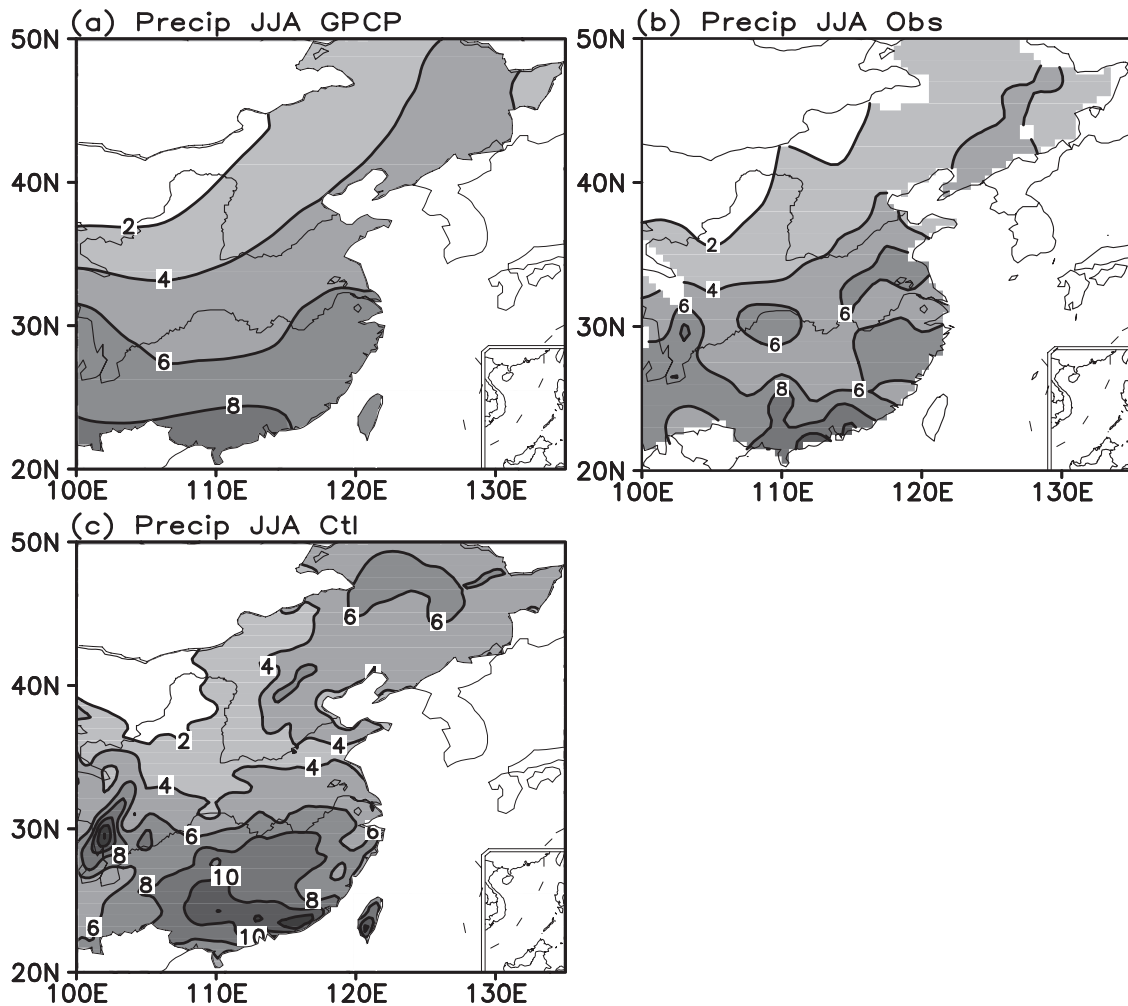 (a) Precip JJA GPCP
50N
40N
30N
20N
100E 110E 120E 130E
2
4
6
8
(b) Precip JJA Obs
50N
40N
30N
20N
100E 110E 120E 130E
2
4
6
6
6
8
6
(c) Precip JJA Ctl
50N
40N
30N
20N
100E 110E 120E 130E
6 6
4 4
2 4
4 4
6 6
8
8 10 8
6 10